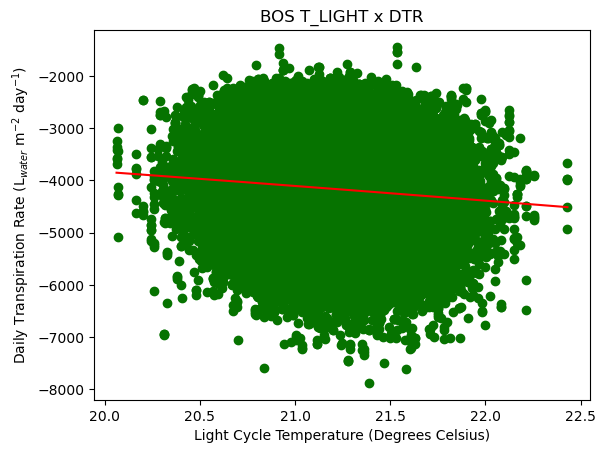 BOS T_LIGHT x DTR
Daily Transpiration Rate (L_water m⁻² day⁻¹)
−2000
−3000
−4000
−5000
−6000
−7000
−8000
20.0 20.5 21.0 21.5 22.0 22.5
Light Cycle Temperature (Degrees Celsius)